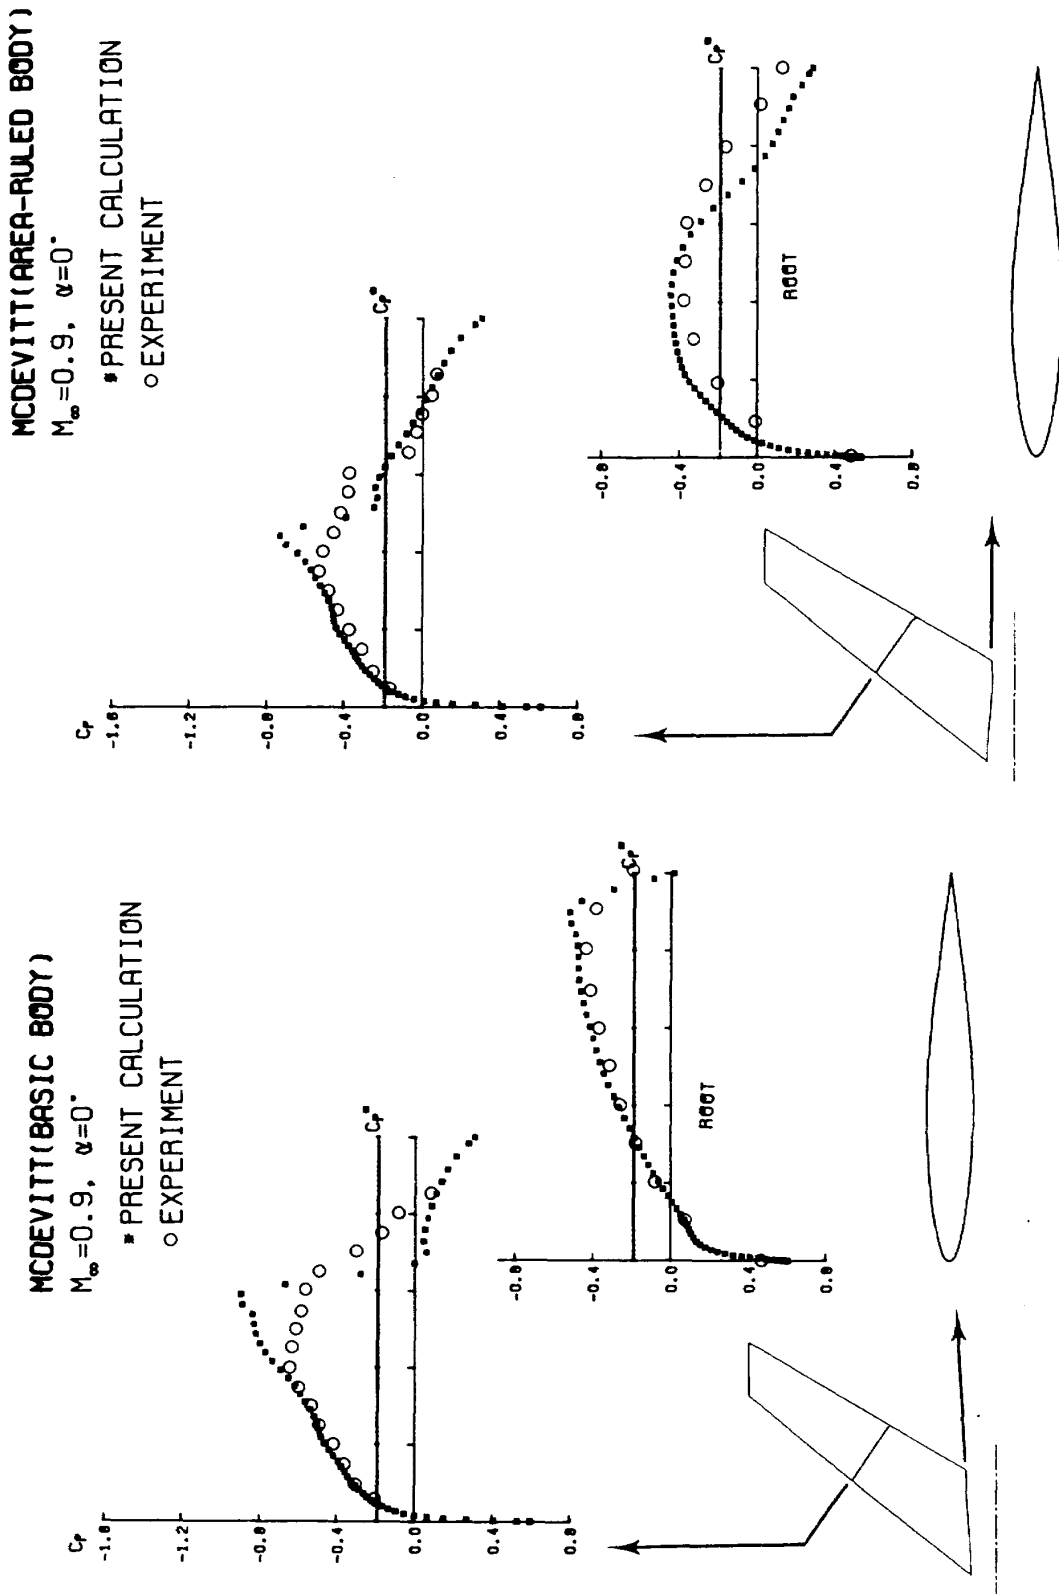 MCDEVITT(BASIC BODY)
M∞=0.9, α=0°
*PRESENT CALCULATION
○EXPERIMENT
Cₚ
-1.6
-1.2
-0.8
-0.4
0.0
0.4
0.8
Cₚ*
-0.8
-0.4
0.0
0.4
0.8
Cₚ*
ROOT
MCDEVITT(AREA-RULED BODY)
M∞=0.9, α=0°
*PRESENT CALCULATION
○EXPERIMENT
Cₚ
-1.6
-1.2
-0.8
-0.4
0.0
0.4
0.8
Cₚ*
-0.8
-0.4
0.0
0.4
0.8
Cₚ*
ROOT